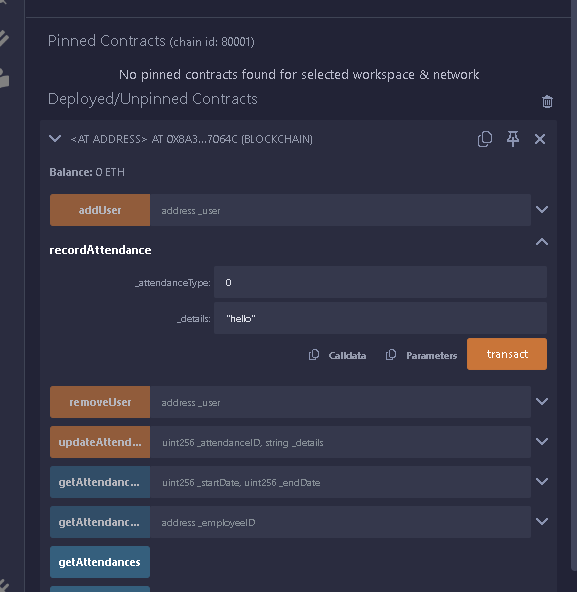 Pinned Contracts (chain id: 80001)
No pinned contracts found for selected workspace & network
Deployed/Unpinned Contracts
<AT ADDRESS> AT 0X8A3...7064C (BLOCKCHAIN)
Balance: 0 ETH
addUser address _user
recordAttendance
_attendanceType: 0
_details: "hello"
Calldata Parameters transact
removeUser address _user
updateAttend... uint256 _attendanceID, string _details
getAttendanc... uint256 _startDate, uint256 _endDate
getAttendanc... address _employeeID
getAttendances